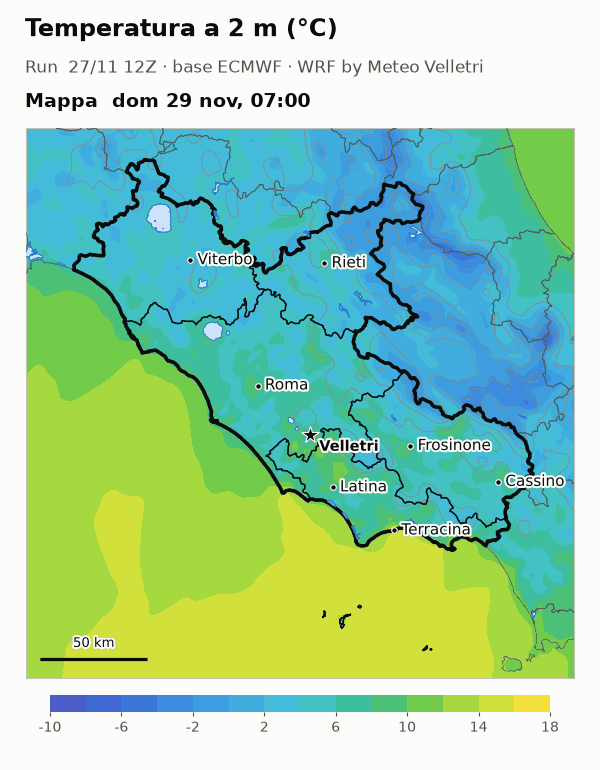 Temperatura a 2 m (°C)
Run  27/11 12Z · base ECMWF · WRF by Meteo Velletri
Mappa  dom 29 nov, 07:00
Viterbo
Rieti
Roma
Velletri
Frosinone
Cassino
Latina
Terracina
50 km
-10 -6 -2 2 6 10 14 18